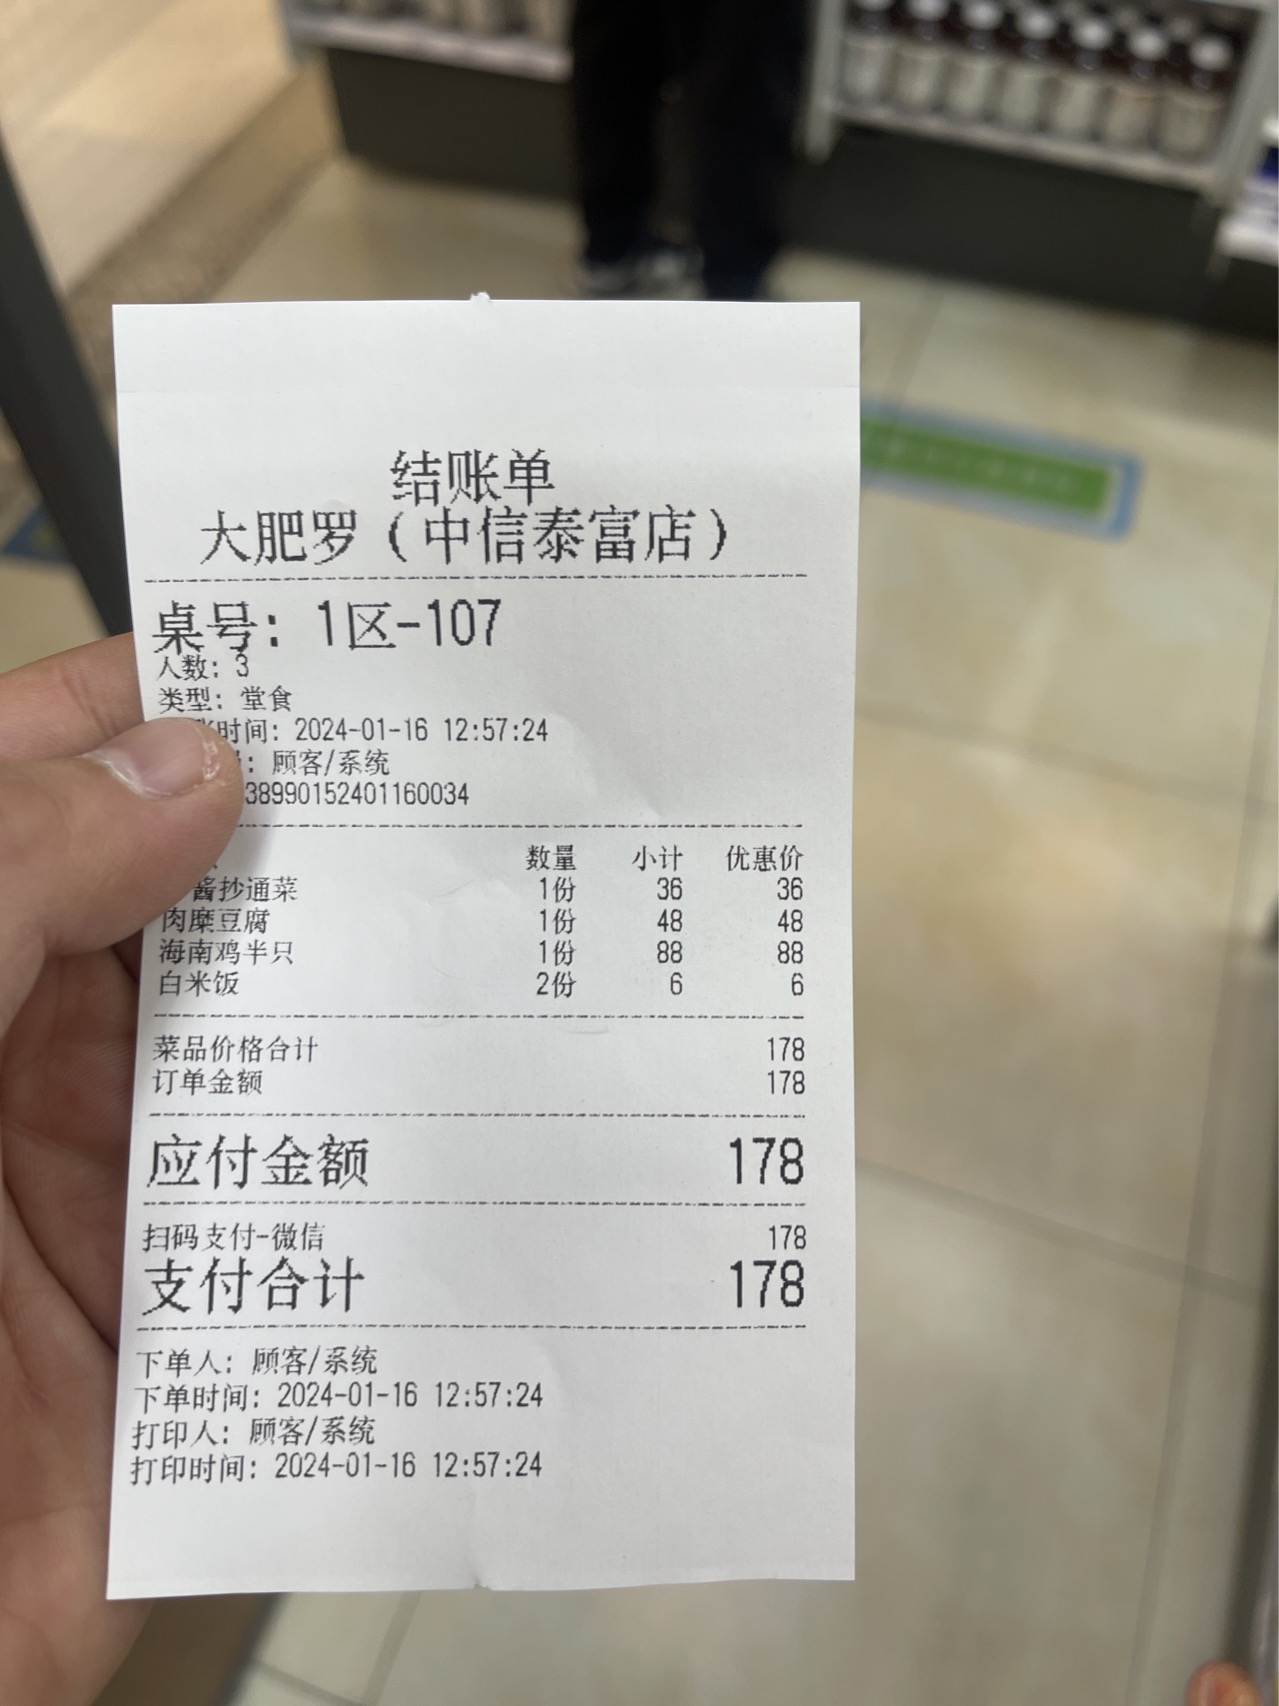 结账单
大肥罗（中信泰富店）
桌号: 1区-107
人数: 3
类型: 堂食
时间: 2024-01-16 12:57:24
: 顾客/系统
38990152401160034
数量 小计 优惠价
酱抄通菜 1份 36 36
肉糜豆腐 1份 48 48
海南鸡半只 1份 88 88
白米饭 2份 6 6
菜品价格合计 178
订单金额 178
应付金额 178
扫码支付-微信 178
支付合计 178
下单人: 顾客/系统
下单时间: 2024-01-16 12:57:24
打印人: 顾客/系统
打印时间: 2024-01-16 12:57:24